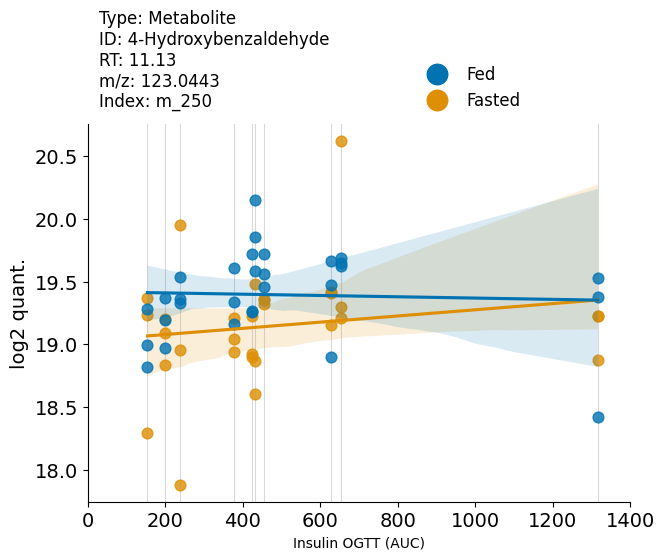 Type: Metabolite
ID: 4-Hydroxybenzaldehyde
RT: 11.13
m/z: 123.0443
Index: m_250
Fed
Fasted
20.5
20.0
19.5
19.0
18.5
18.0
log2 quant.
0 200 400 600 800 1000 1200 1400
Insulin OGTT (AUC)